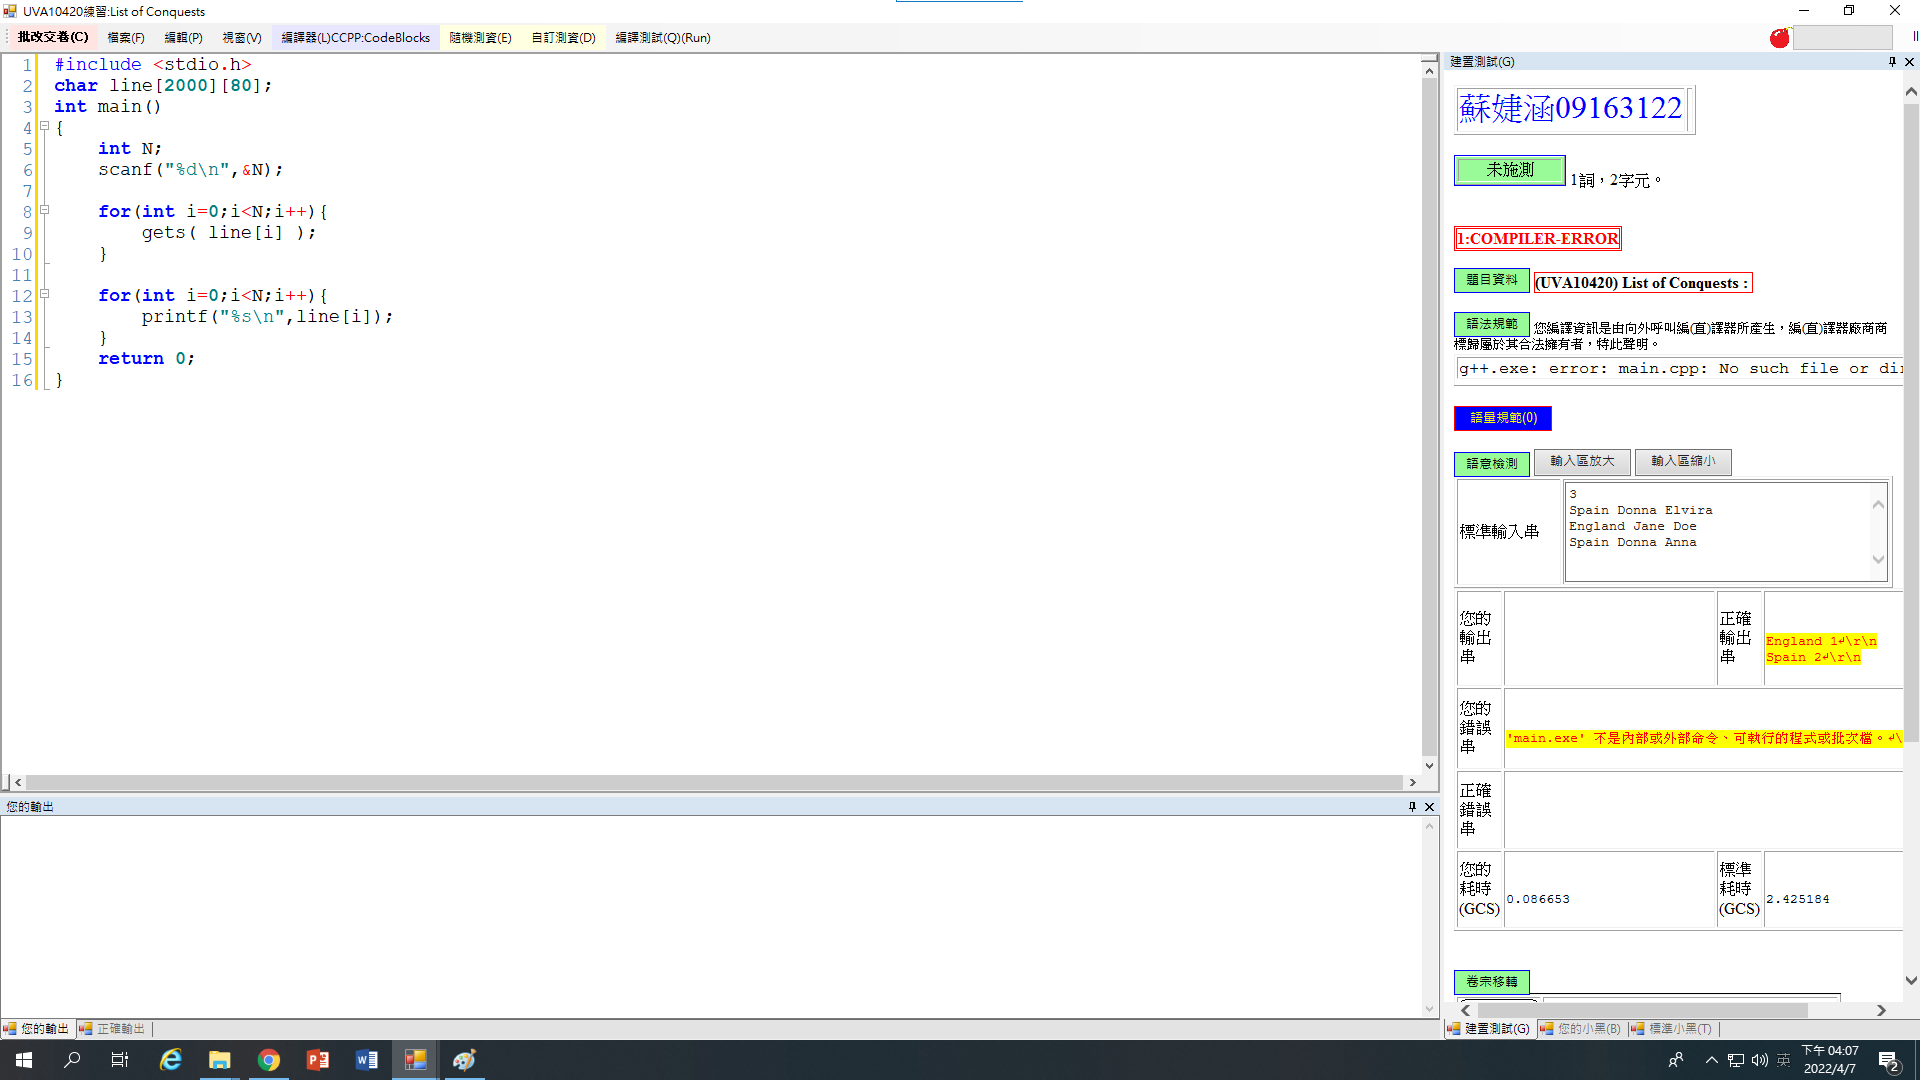 UVA10420練習:List of Conquests
批改交卷(C) 檔案(F) 編輯(P) 視窗(V) 編譯器(L)CCPP:CodeBlocks 隨機測資(E) 自訂測資(D) 編譯測試(Q)(Run)
1 #include <stdio.h>
2 char line[2000][80];
3 int main()
4 {
5 int N;
6 scanf("%d\n",&N);
7
8 for(int i=0;i<N;i++){
9 gets( line[i] );
10 }
11
12 for(int i=0;i<N;i++){
13 printf("%s\n",line[i]);
14 }
15 return 0;
16 }
您的輸出
您的輸出 正確輸出
建置測試(G)
蘇婕涵09163122
未施測 1詞，2字元。
1:COMPILER-ERROR
題目資料 (UVA10420) List of Conquests :
語法規範 您編譯資訊是由向外呼叫編(直)譯器所產生，編(直)譯器廠商商
標歸屬於其合法擁有者，特此聲明。
g++.exe: error: main.cpp: No such file or di
語量規範(0)
語意檢測 輸入區放大 輸入區縮小
標準輸入串
3
Spain Donna Elvira
England Jane Doe
Spain Donna Anna
您的輸出串
正確輸出串
England 1↵\r\n
Spain 2↵\r\n
您的錯誤串
'main.exe' 不是內部或外部命令、可執行的程式或批次檔。↵\
正確錯誤串
您的耗時(GCS) 0.086653
標準耗時(GCS) 2.425184
卷宗移轉
建置測試(G) 您的小黑(B) 標準小黑(T)
英
下午 04:07
2022/4/7
2